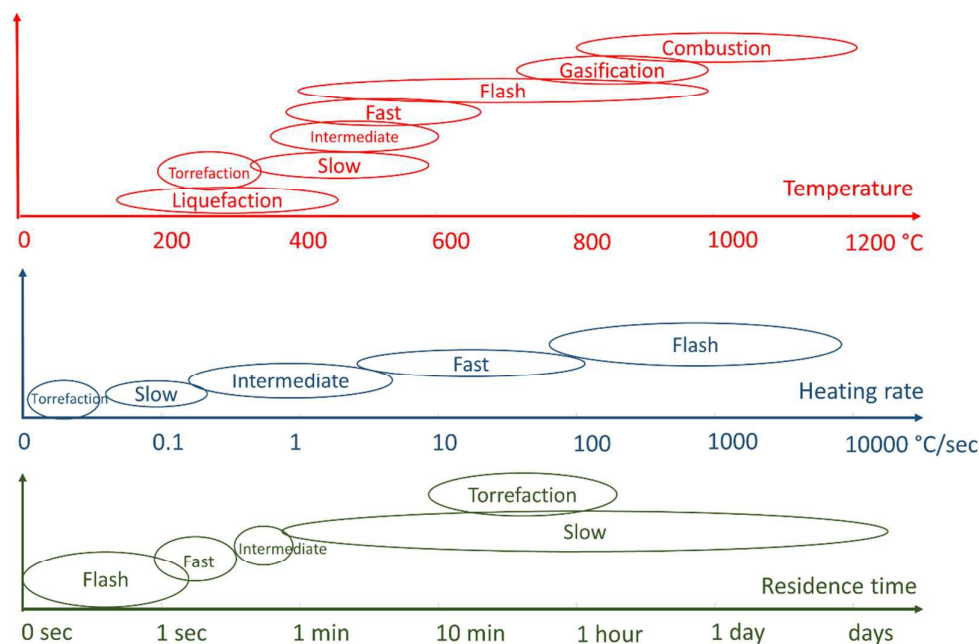 Combustion
Gasification
Flash
Fast
Intermediate
Torrefaction
Slow
Liquefaction
Temperature
0 200 400 600 800 1000 1200 °C
Flash
Fast
Intermediate
Torrefaction
Slow
Heating rate
0 0.1 1 10 100 1000 10000 °C/sec
Torrefaction
Slow
Intermediate
Fast
Flash
Residence time
0 sec 1 sec 1 min 10 min 1 hour 1 day days